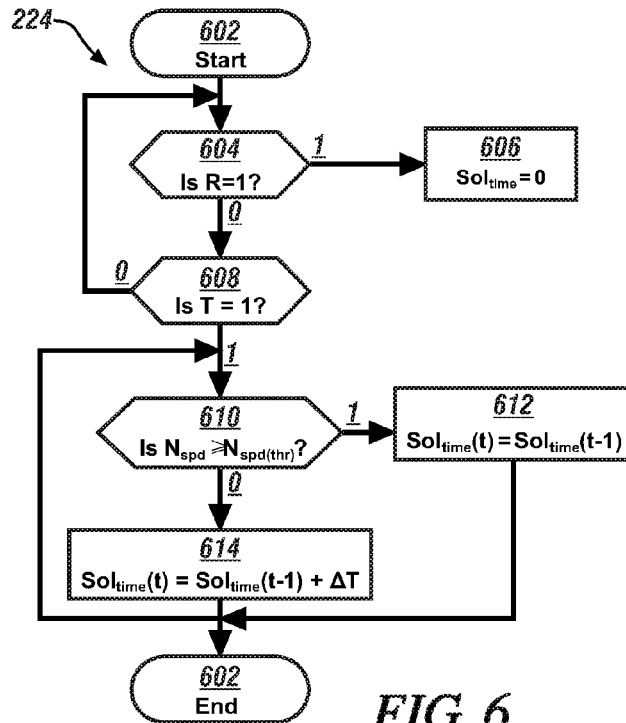 224
602
Start
604
Is R=1?
1
606
Sol_time = 0
0
608
Is T = 1?
0
1
610
Is N_spd ⩾N_spd(thr)?
1
612
Sol_time(t) = Sol_time(t-1)
0
614
Sol_time(t) = Sol_time(t-1) + ΔT
602
End
FIG. 6